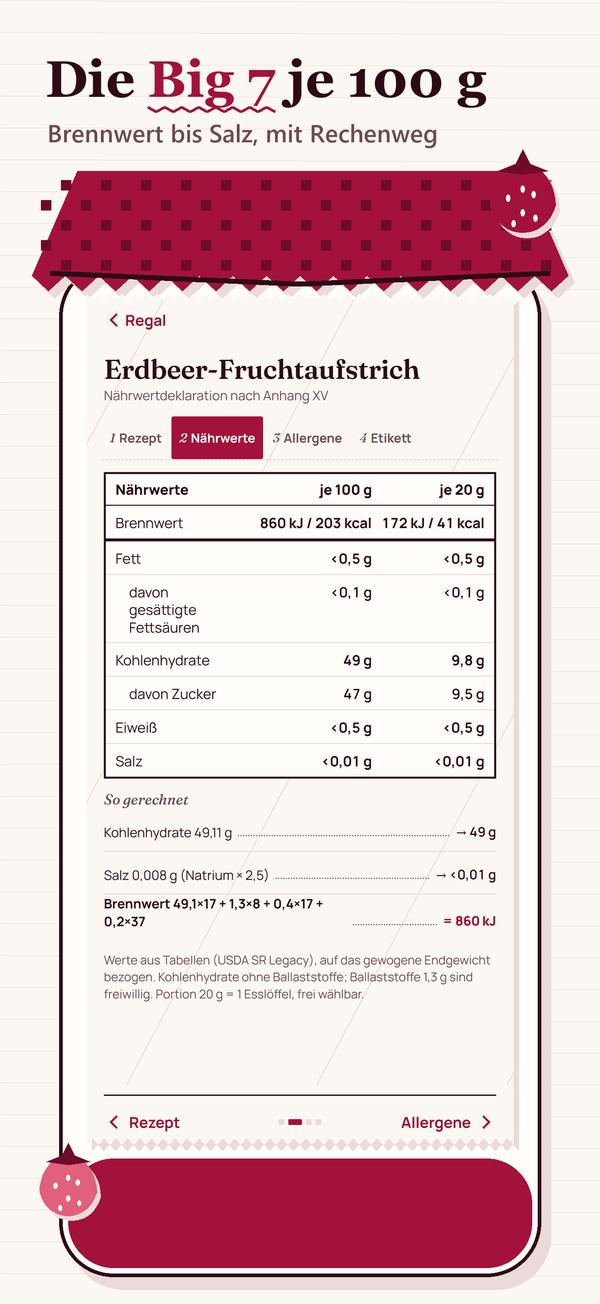 Die Big 7 je 100 g
Brennwert bis Salz, mit Rechenweg
Regal
Erdbeer-Fruchtaufstrich
Nährwertdeklaration nach Anhang XV
1 Rezept 2 Nährwerte 3 Allergene 4 Etikett
Nährwerte je 100 g je 20 g
Brennwert 860 kJ / 203 kcal 172 kJ / 41 kcal
Fett <0,5 g <0,5 g
davon <0,1 g <0,1 g
gesättigte
Fettsäuren
Kohlenhydrate 49 g 9,8 g
davon Zucker 47 g 9,5 g
Eiweiß <0,5 g <0,5 g
Salz <0,01 g <0,01 g
So gerechnet
Kohlenhydrate 49,11 g → 49 g
Salz 0,008 g (Natrium × 2,5) → <0,01 g
Brennwert 49,1×17 + 1,3×8 + 0,4×17 +
0,2×37 = 860 kJ
Werte aus Tabellen (USDA SR Legacy), auf das gewogene Endgewicht
bezogen. Kohlenhydrate ohne Ballaststoffe; Ballaststoffe 1,3 g sind
freiwillig. Portion 20 g = 1 Esslöffel, frei wählbar.
Rezept Allergene